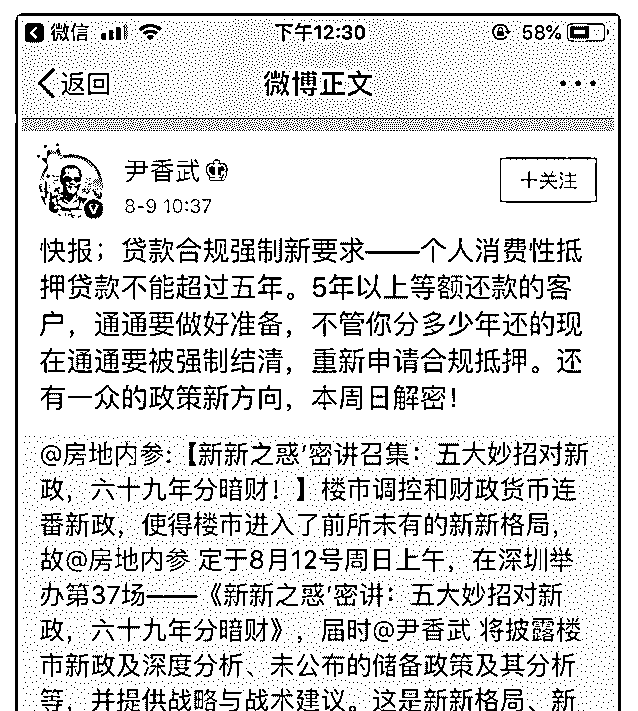 微信 下午12:30 58%
返回 微博正文 ···
尹香武
8-9 10:37
＋关注
快报；贷款合规强制新要求——个人消费性抵
押贷款不能超过五年。5年以上等额还款的客
户，通通要做好准备，不管你分多少年还的现
在通通要被强制结清，重新申请合规抵押。还
有一众的政策新方向，本周日解密！
@房地内参:【新新之惑’密讲召集：五大妙招对新
政，六十九年分暗财！】楼市调控和财政货币连
番新政，使得楼市进入了前所未有的新新格局，
故@房地内参 定于8月12号周日上午，在深圳举
办第37场——《新新之惑’密讲：五大妙招对新
政，六十九年分暗财》，届时@尹香武 将披露楼
市新政及深度分析、未公布的储备政策及其分析
等，并提供战略与战术建议。这是新新格局、新